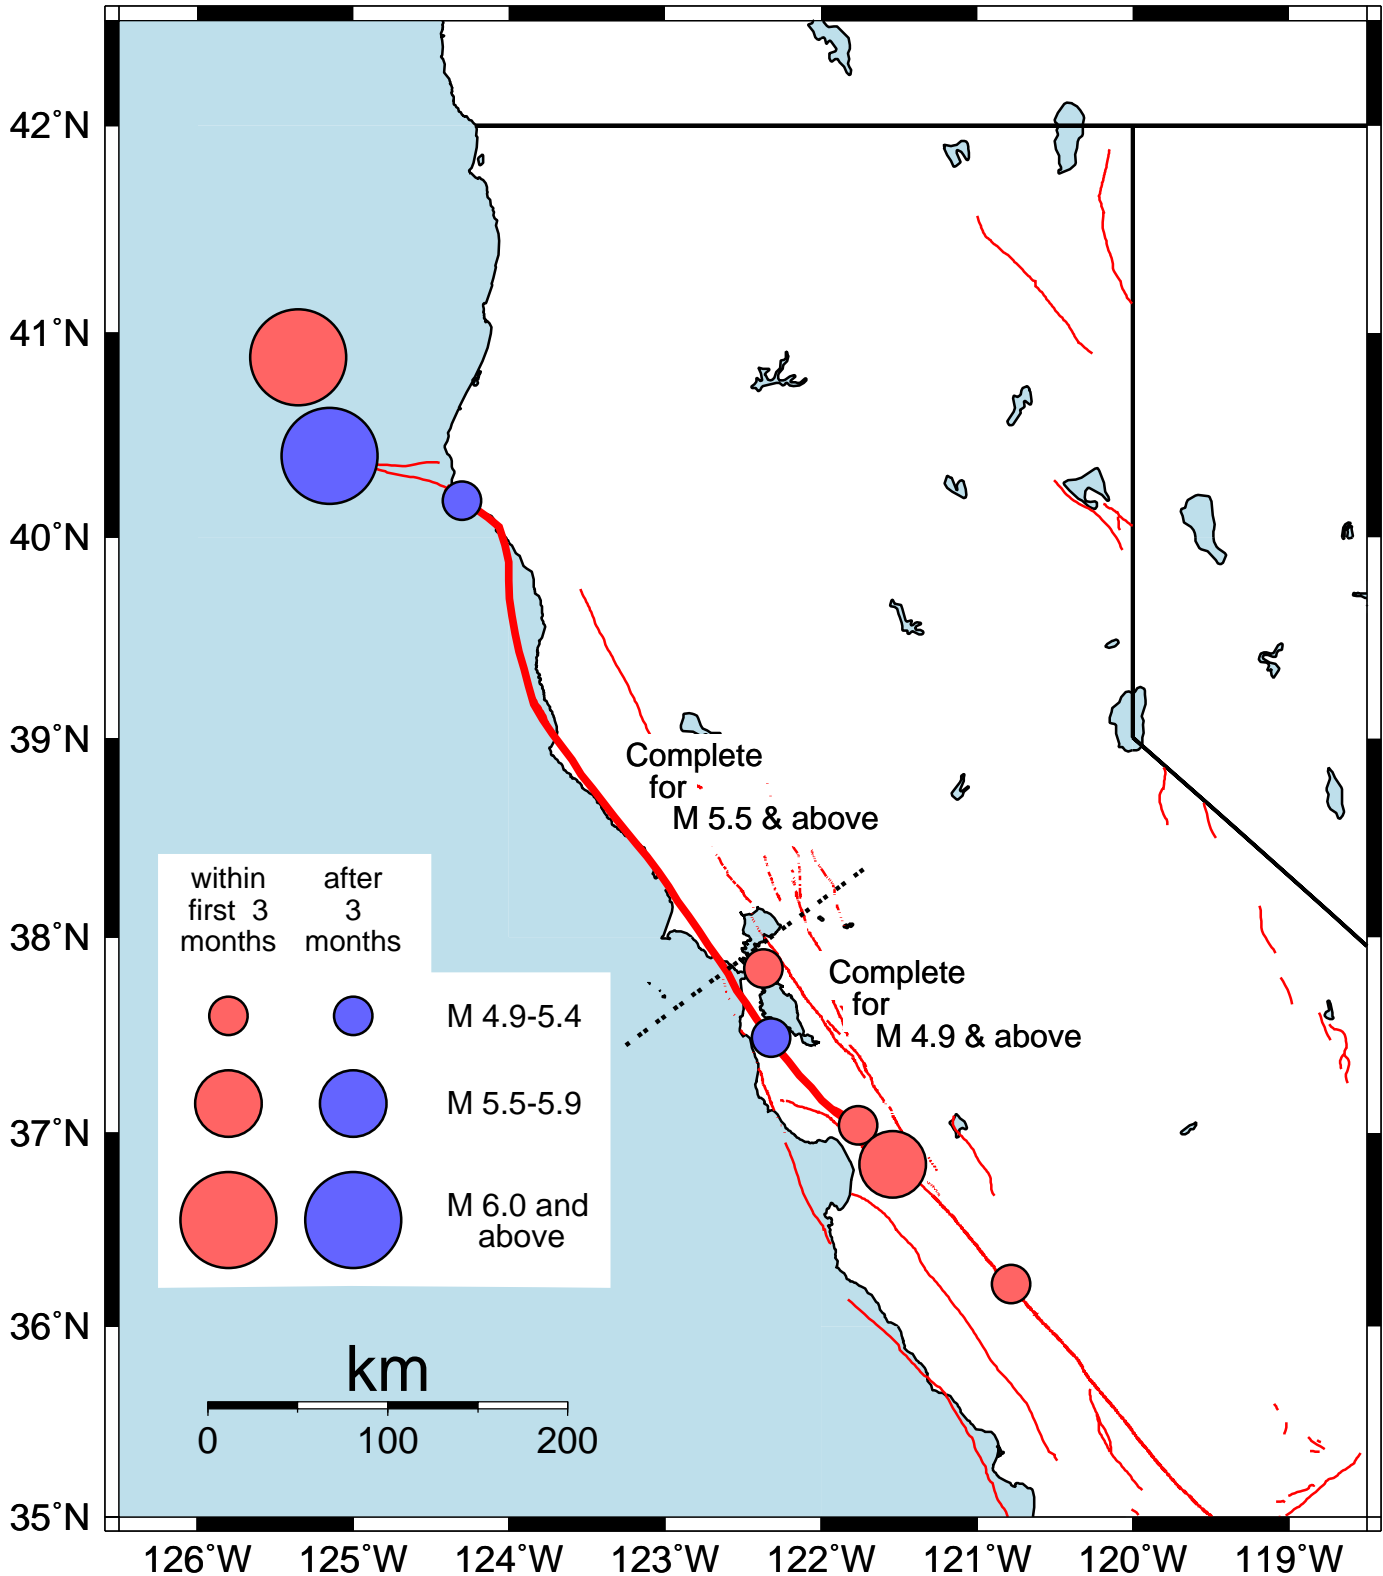 42°N
41°N
40°N
39°N
38°N
37°N
36°N
35°N
Complete
for
M 5.5 & above
Complete
for
M 4.9 & above
within
first 3
months
after
3
months
M 4.9-5.4
M 5.5-5.9
M 6.0 and
above
km
0 100 200
126°W 125°W 124°W 123°W 122°W 121°W 120°W 119°W